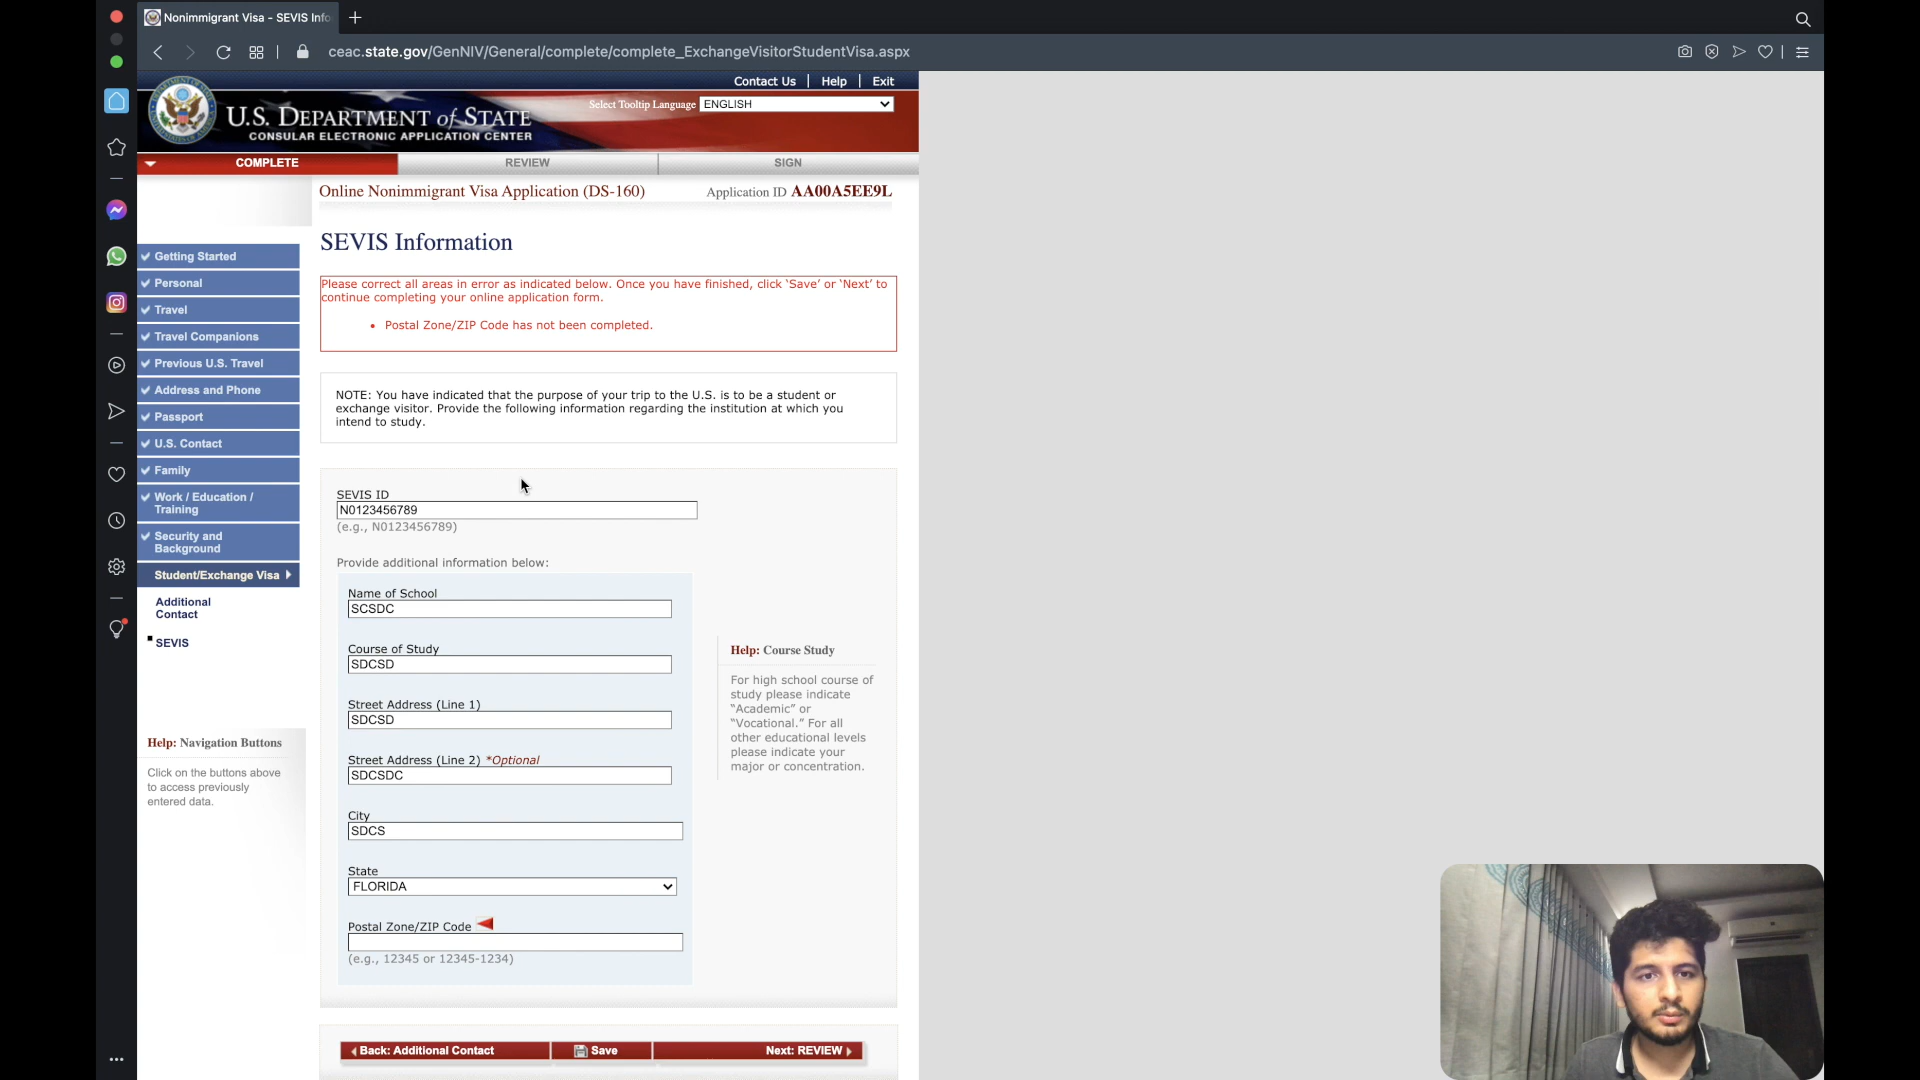 Nonimmigrant Visa - SEVIS Info
ceac.state.gov/GenNIV/General/complete/complete_ExchangeVisitorStudentVisa.aspx
Contact Us | Help | Exit
Select Tooltip Language ENGLISH
U.S. DEPARTMENT of STATE
CONSULAR ELECTRONIC APPLICATION CENTER
COMPLETE REVIEW SIGN
Online Nonimmigrant Visa Application (DS-160) Application ID AA00A5EE9L
SEVIS Information
Getting Started
Personal
Travel
Travel Companions
Previous U.S. Travel
Address and Phone
Passport
U.S. Contact
Family
Work / Education /
Training
Security and
Background
Student/Exchange Visa
Additional
Contact
SEVIS
Help: Navigation Buttons
Click on the buttons above
to access previously
entered data.
Please correct all areas in error as indicated below. Once you have finished, click 'Save' or 'Next' to
continue completing your online application form.
• Postal Zone/ZIP Code has not been completed.
NOTE: You have indicated that the purpose of your trip to the U.S. is to be a student or
exchange visitor. Provide the following information regarding the institution at which you
intend to study.
SEVIS ID
N0123456789
(e.g., N0123456789)
Provide additional information below:
Name of School
SCSDC
Course of Study
SDCSD
Street Address (Line 1)
SDCSD
Street Address (Line 2) *Optional
SDCSDC
City
SDCS
State
FLORIDA
Postal Zone/ZIP Code
(e.g., 12345 or 12345-1234)
Help: Course Study
For high school course of
study please indicate
"Academic" or
"Vocational." For all
other educational levels
please indicate your
major or concentration.
Back: Additional Contact Save Next: REVIEW